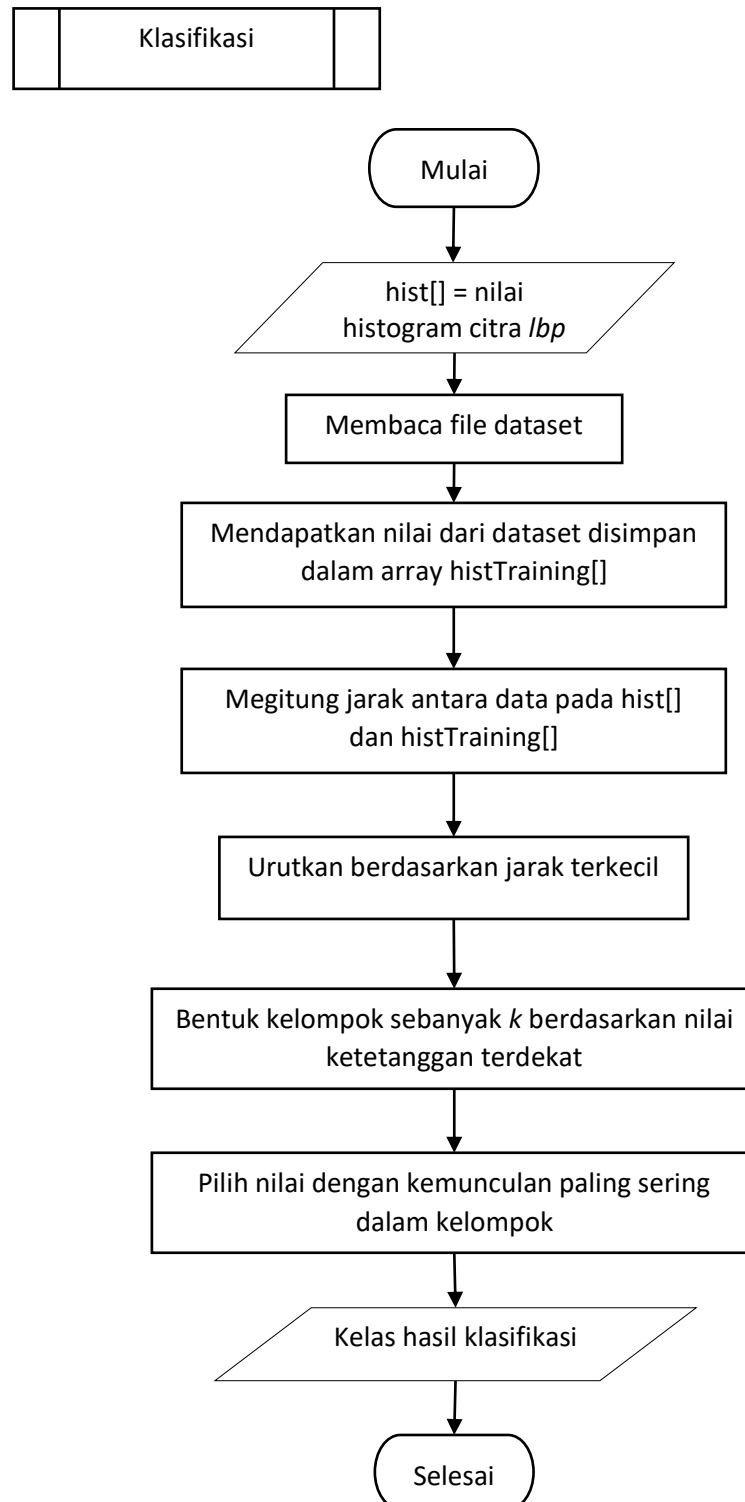 Klasifikasi
Mulai
hist[] = nilai
histogram citra lbp
Membaca file dataset
Mendapatkan nilai dari dataset disimpan
dalam array histTraining[]
Megitung jarak antara data pada hist[]
dan histTraining[]
Urutkan berdasarkan jarak terkecil
Bentuk kelompok sebanyak k berdasarkan nilai
ketetanggan terdekat
Pilih nilai dengan kemunculan paling sering
dalam kelompok
Kelas hasil klasifikasi
Selesai